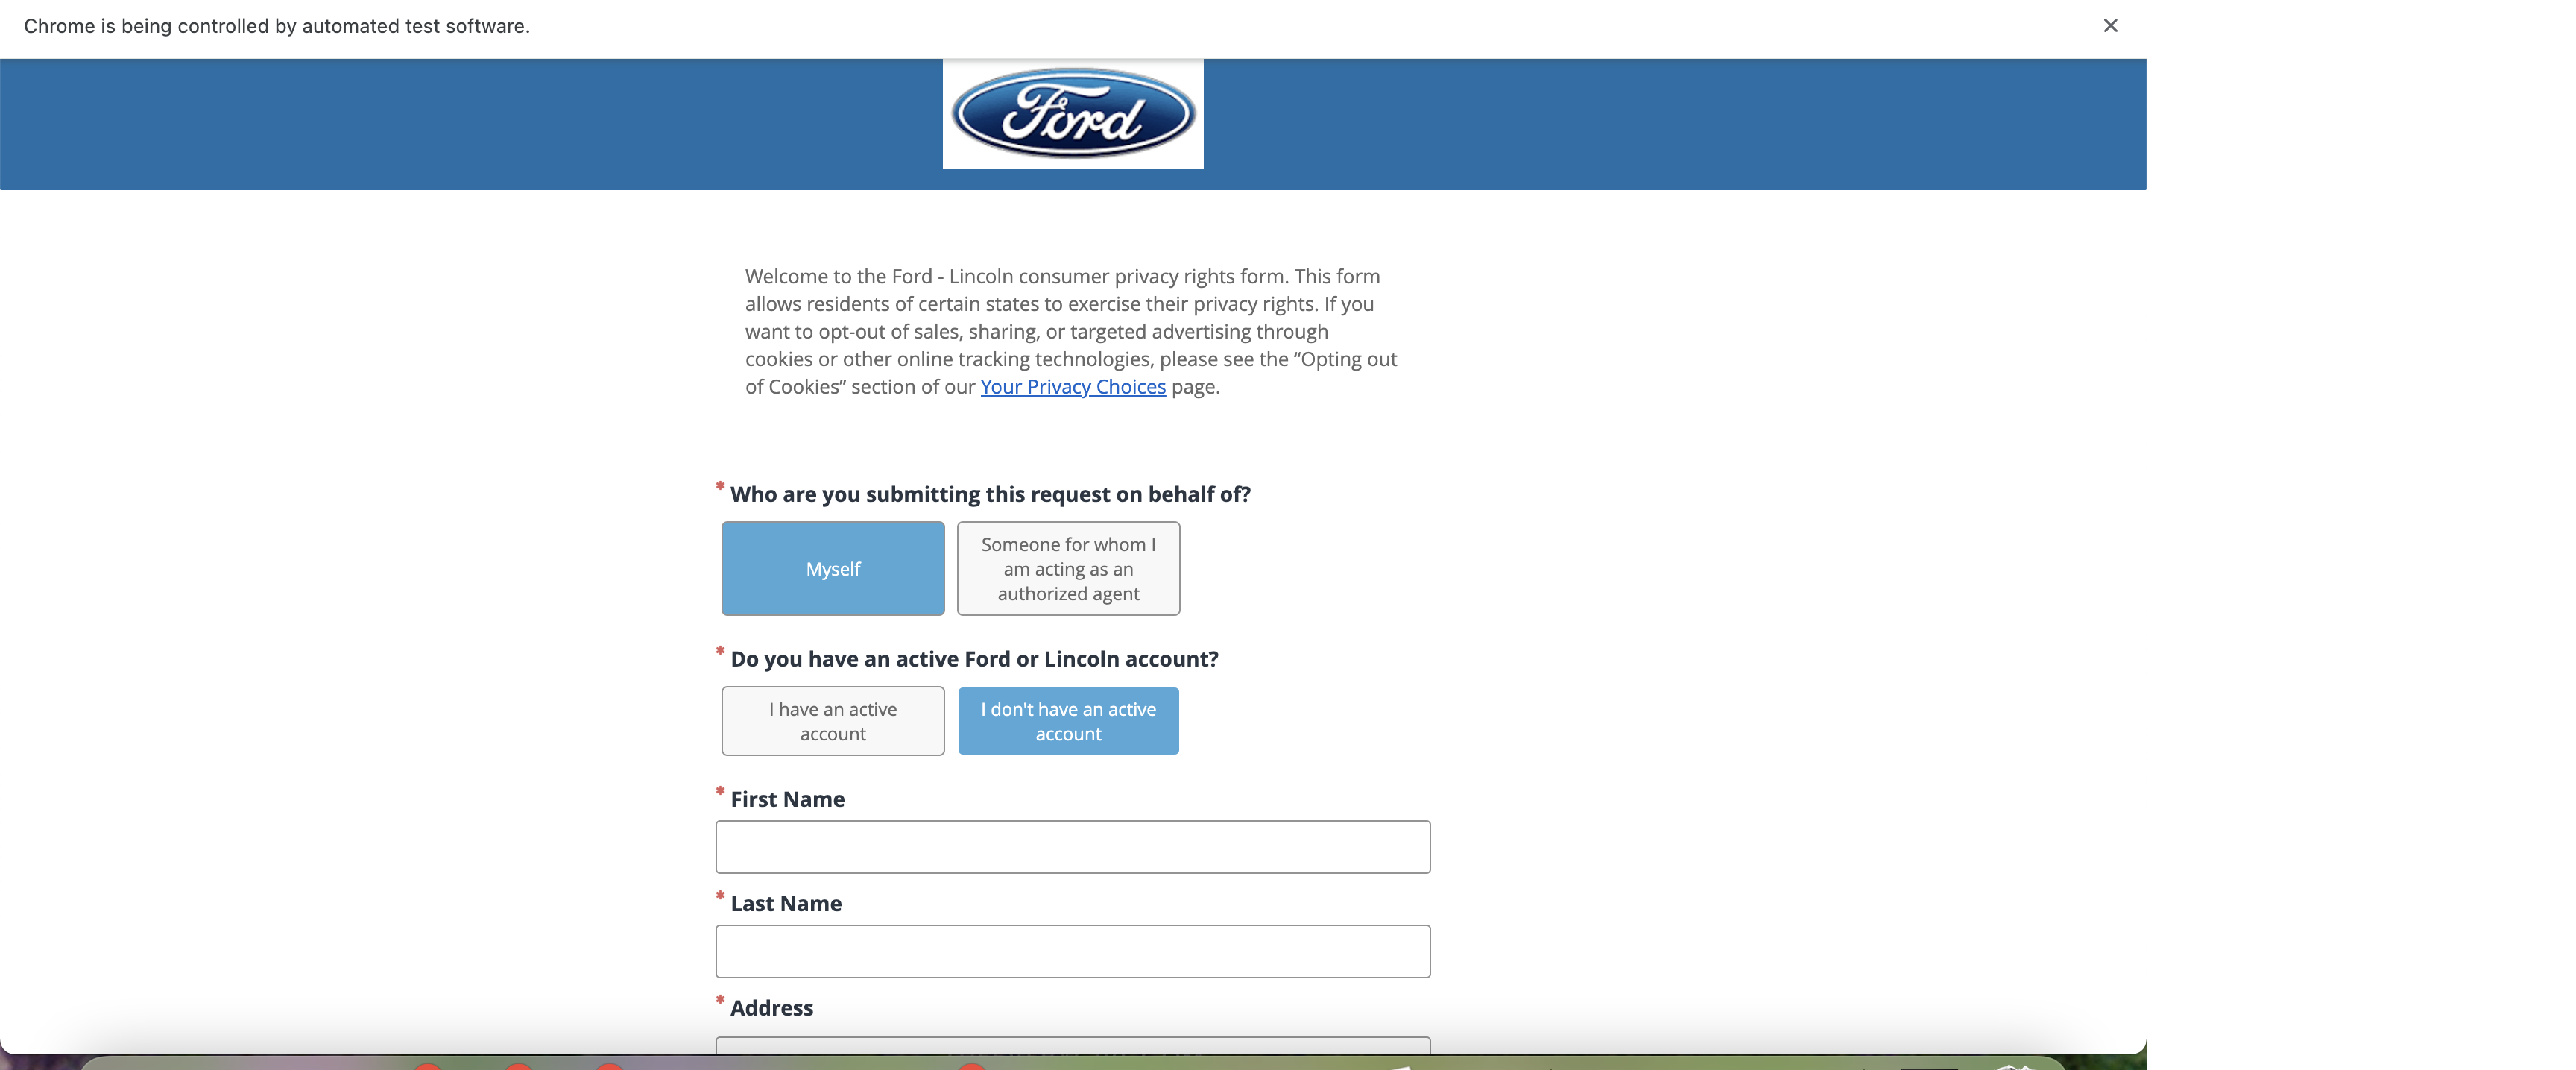 Chrome is being controlled by automated test software.
Ford
Welcome to the Ford - Lincoln consumer privacy rights form. This form
allows residents of certain states to exercise their privacy rights. If you
want to opt-out of sales, sharing, or targeted advertising through
cookies or other online tracking technologies, please see the “Opting out
of Cookies” section of our Your Privacy Choices page.
* Who are you submitting this request on behalf of?
Myself
Someone for whom I
am acting as an
authorized agent
* Do you have an active Ford or Lincoln account?
I have an active
account
I don't have an active
account
* First Name
* Last Name
* Address